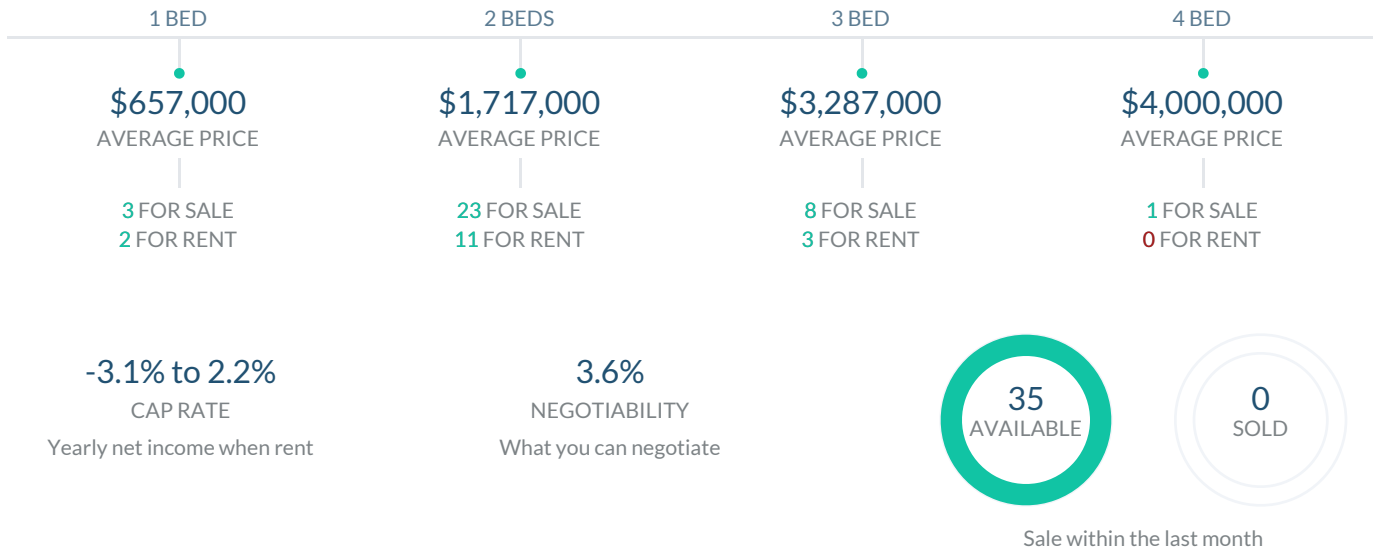 1 BED
2 BEDS
3 BED
4 BED
$657,000
AVERAGE PRICE
3 FOR SALE
2 FOR RENT
$1,717,000
AVERAGE PRICE
23 FOR SALE
11 FOR RENT
$3,287,000
AVERAGE PRICE
8 FOR SALE
3 FOR RENT
$4,000,000
AVERAGE PRICE
1 FOR SALE
0 FOR RENT
-3.1% to 2.2%
CAP RATE
Yearly net income when rent
3.6%
NEGOTIABILITY
What you can negotiate
35
AVAILABLE
0
SOLD
Sale within the last month